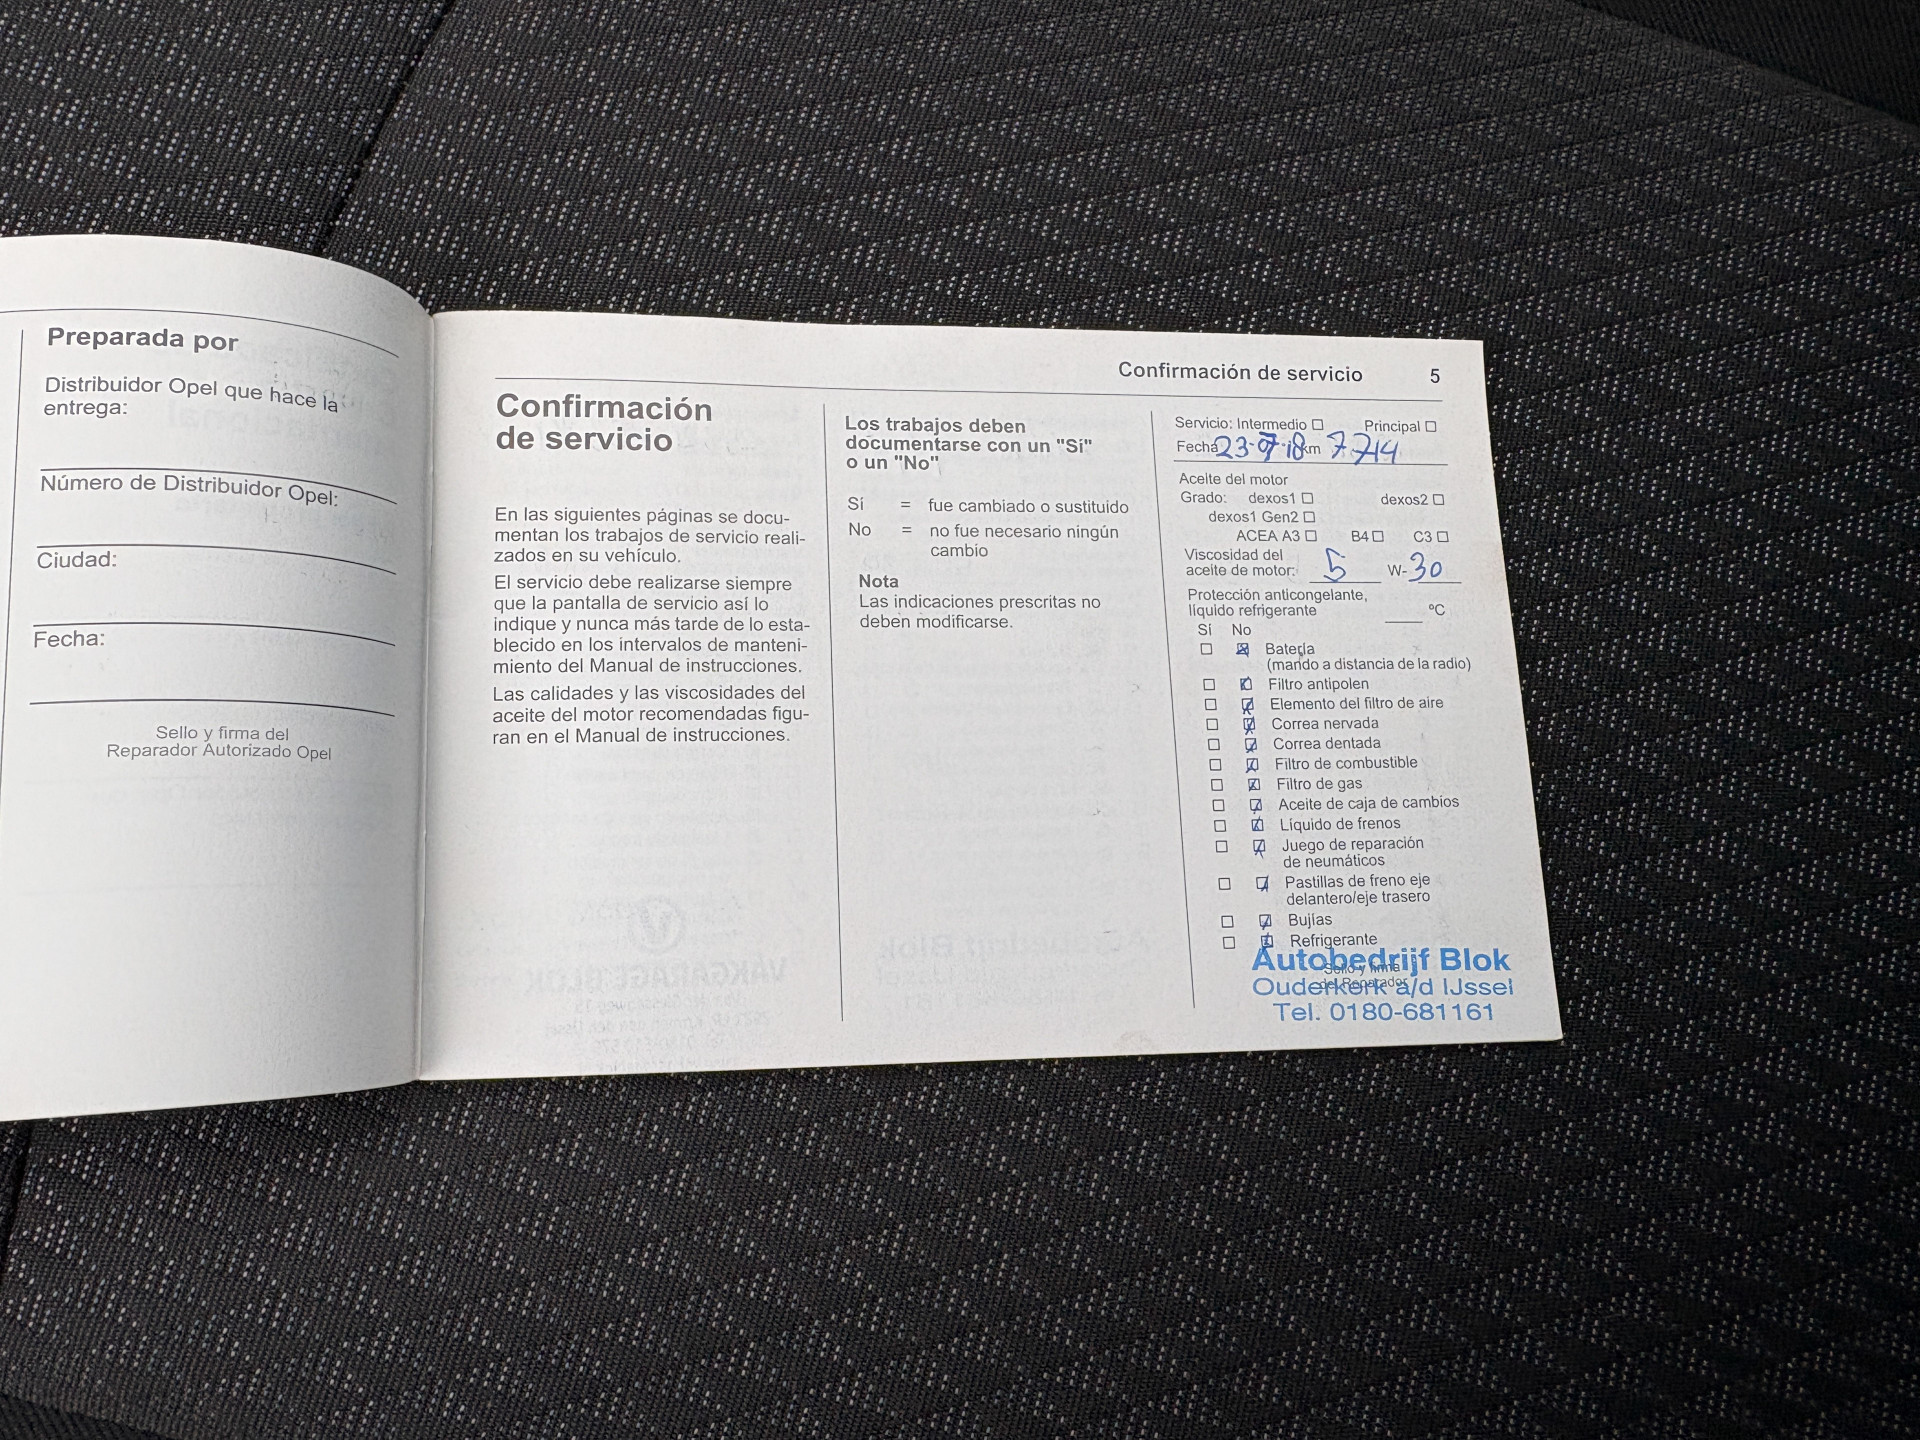 Preparada por
Distribuidor Opel que hace la
entrega:
Número de Distribuidor Opel:
Ciudad:
Fecha:
Sello y firma del
Reparador Autorizado Opel
Confirmación de servicio 5
Confirmación
de servicio
En las siguientes páginas se docu-
mentan los trabajos de servicio reali-
zados en su vehículo.
El servicio debe realizarse siempre
que la pantalla de servicio así lo
indique y nunca más tarde de lo esta-
blecido en los intervalos de manteni-
miento del Manual de instrucciones.
Las calidades y las viscosidades del
aceite del motor recomendadas figu-
ran en el Manual de instrucciones.
Los trabajos deben
documentarse con un "Sí"
o un "No"
Sí = fue cambiado o sustituido
No = no fue necesario ningún
cambio
Nota
Las indicaciones prescritas no
deben modificarse.
Servicio: Intermedio ☐ Principal ☐
Fecha 23-7-18 km 7.714
Aceite del motor
Grado: dexos1 ☐ dexos2 ☐
dexos1 Gen2 ☐
ACEA A3 ☐ B4 ☐ C3 ☐
Viscosidad del
aceite de motor: 5 W-30
Protección anticongelante,
líquido refrigerante ºC
Sí No
☐ ☒ Batería
(mando a distancia de la radio)
☐ ☒ Filtro antipolen
☐ ☒ Elemento del filtro de aire
☐ ☒ Correa nervada
☐ ☒ Correa dentada
☐ ☒ Filtro de combustible
☐ ☒ Filtro de gas
☐ ☒ Aceite de caja de cambios
☐ ☒ Líquido de frenos
☐ ☒ Juego de reparación
de neumáticos
☐ ☒ Pastillas de freno eje
delantero/eje trasero
☐ ☒ Bujías
☐ ☒ Refrigerante
Sello y firma
del Reparador
Autobedrijf Blok
Ouderkerk a/d IJssel
Tel. 0180-681161